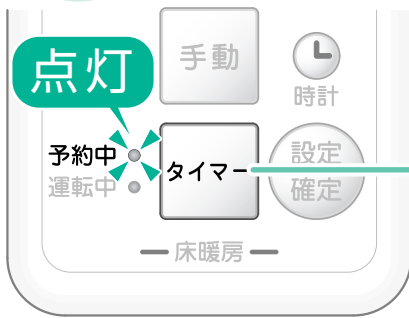 点灯
手動
時計
予約中
運転中
タイマー
設定
確定
床暖房